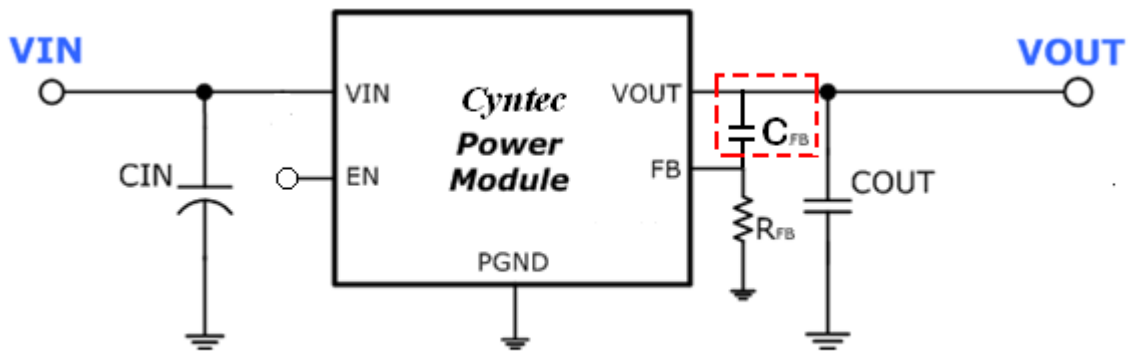 VIN
VOUT
VIN
Cyntec
Power
Module
VOUT
CFB
CIN
EN
FB
COUT
RFB
PGND